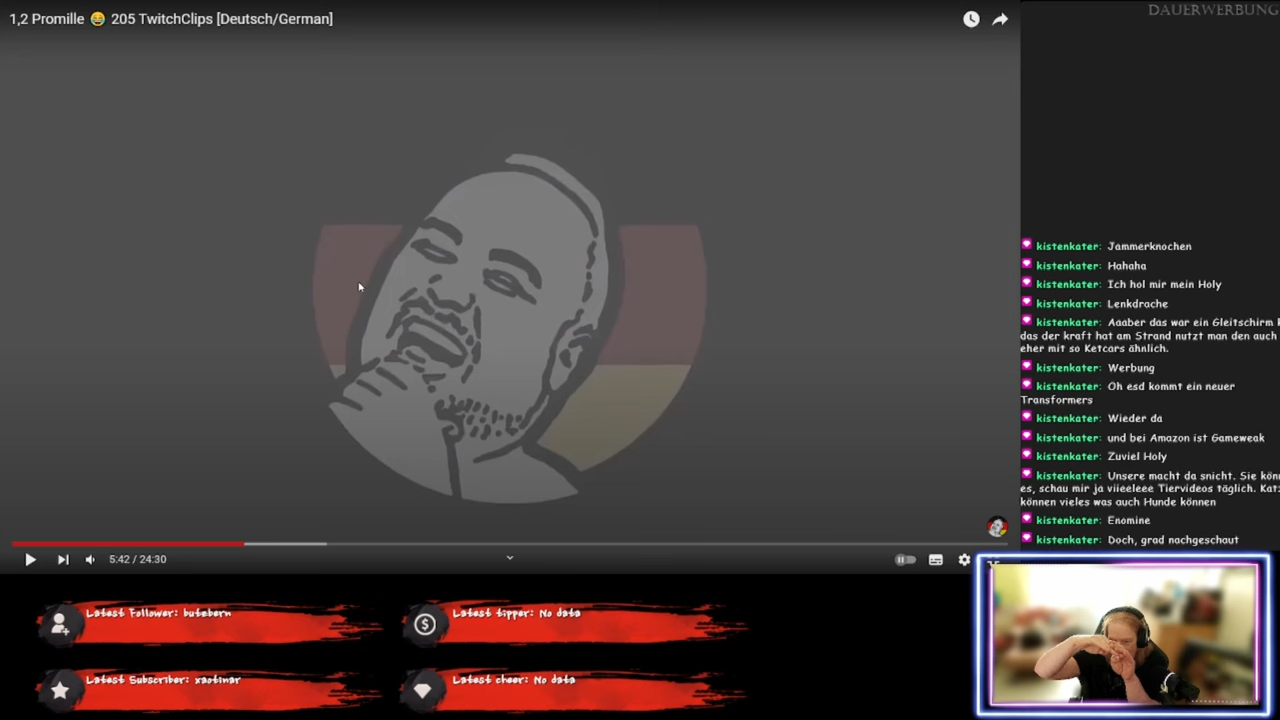 1,2 Promille 😂 205 TwitchClips [Deutsch/German]
DAUERWERBUNG
kistenkater: Jammerknochen
kistenkater: Hahaha
kistenkater: Ich hol mir mein Holy
kistenkater: Lenkdrache
kistenkater: Aaaber das war ein Gleitschirm
das der kraft hat am Strand nutzt man den auch
eher mit so Ketcars ähnlich.
kistenkater: Werbung
kistenkater: Oh esd kommt ein neuer
Transformers
kistenkater: Wieder da
kistenkater: und bei Amazon ist Gameweak
kistenkater: Zuviel Holy
kistenkater: Unsere macht da snicht. Sie kön
es, schau mir ja viieeleee Tiervideos täglich. Kat
können vieles was auch Hunde können
kistenkater: Enomine
kistenkater: Doch, grad nachgeschaut
5:42 / 24:30
Latest Follower: butebern
Latest tipper: No data
Latest Subscriber: xaotinar
Latest cheer: No data